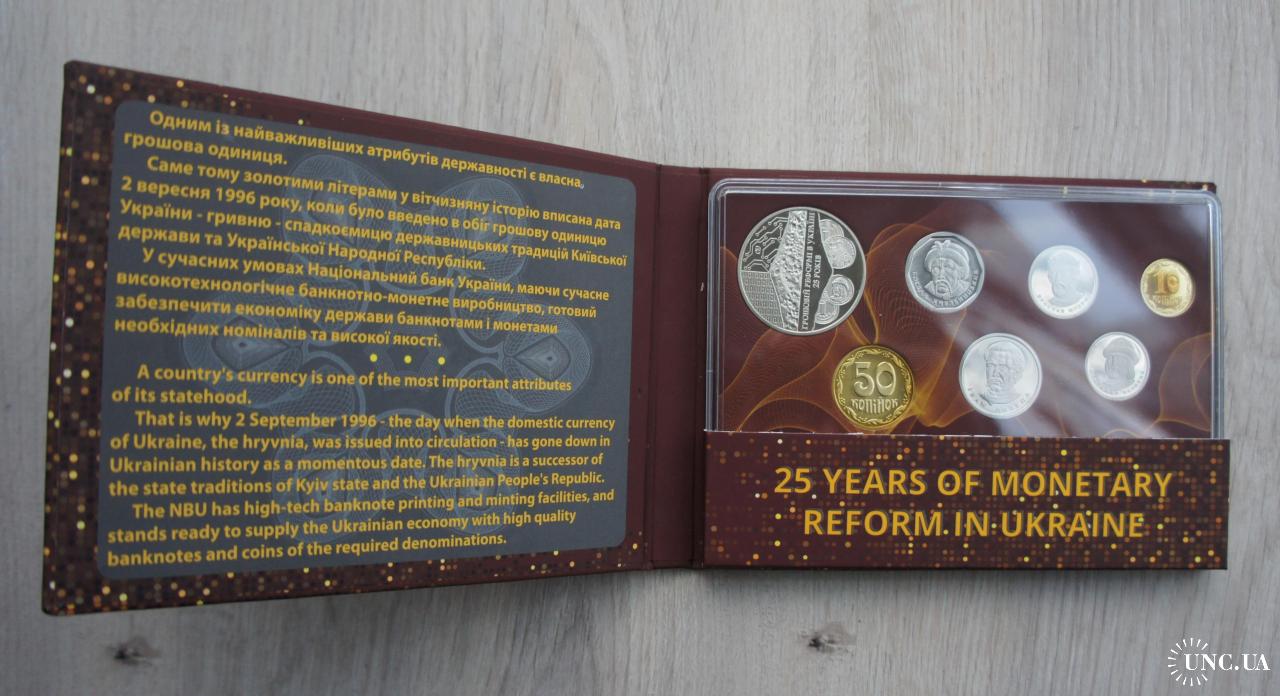 Одним із найважливіших атрибутів державності є власна
грошова одиниця.
Саме тому золотими літерами у вітчизняну історію вписана дата
2 вересня 1996 року, коли було введено в обіг грошову одиницю
України - гривню - спадкоємицю державницьких традицій Київської
держави та Української Народної Республіки.
У сучасних умовах Національний банк України, маючи сучасне
високотехнологічне банкнотно-монетне виробництво, готовий
забезпечити економіку держави банкнотами і монетами
необхідних номіналів та високої якості.
A country's currency is one of the most important attributes
of its statehood.
That is why 2 September 1996 - the day when the domestic currency
of Ukraine, the hryvnia, was issued into circulation - has gone down in
Ukrainian history as a momentous date. The hryvnia is a successor of
the state traditions of Kyiv state and the Ukrainian People's Republic.
The NBU has high-tech banknote printing and minting facilities, and
stands ready to supply the Ukrainian economy with high quality
banknotes and coins of the required denominations.
ГРОШОВІЙ РЕФОРМІ В УКРАЇНІ
25 РОКІВ
10
КОПІЙОК
50
КОПІЙОК
25 YEARS OF MONETARY
REFORM IN UKRAINE
UNC.UA